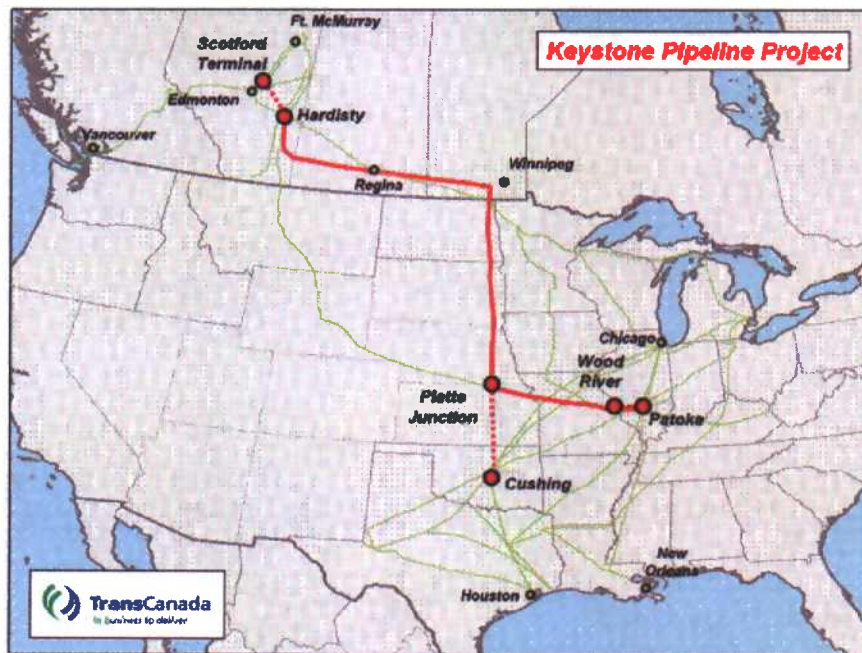 Ft. McMurray
Scotford
Terminal
Keystone Pipeline Project
Edmonton
Hardisty
Vancouver
Winnipeg
Regina
Chicago
Wood
River
Platte
Junction
Patoka
Cushing
New
Orleans
Houston
TransCanada
In business to deliver